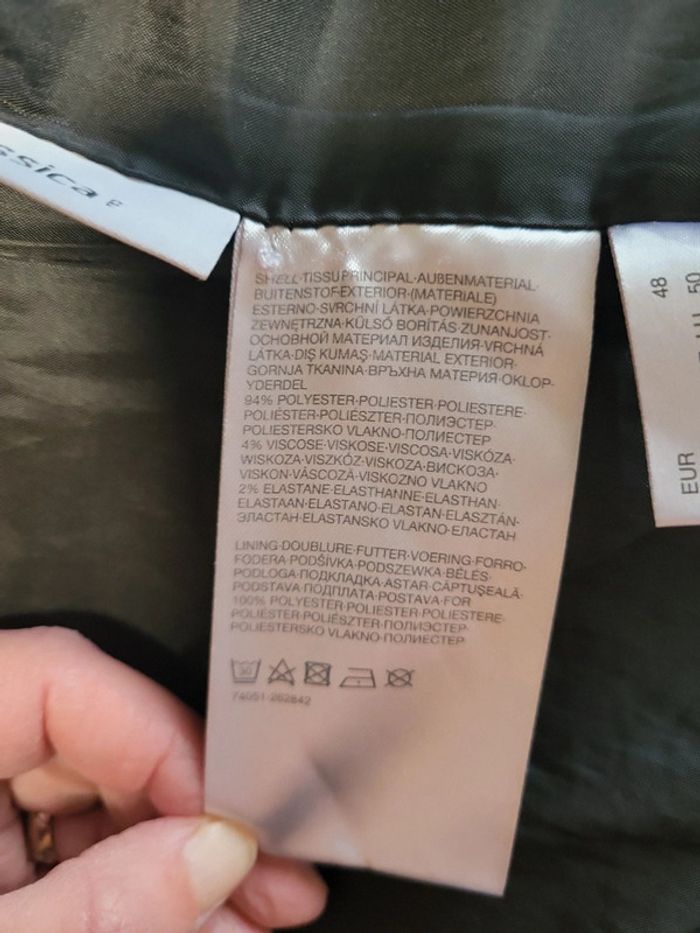 ssica
SHELL·TISSU PRINCIPAL·AUßENMATERIAL·
BUITENSTOF·EXTERIOR·(MATERIALE)
ESTERNO·SVRCHNÍ LÁTKA·POWIERZCHNIA
ZEWNĘTRZNA·KÜLSŐ BORÍTÁS·ZUNANJOST·
ОСНОВНОЙ МАТЕРИАЛ ИЗДЕЛИЯ·VRCHNÁ
LÁTKA·DIŞ KUMAŞ·MATERIAL EXTERIOR·
GORNJA TKANINA·ВРЪХНА МАТЕРИЯ·OKLOP·
YDERDEL
94% POLYESTER·POLIESTER·POLIESTERE·
POLIÉSTER·POLIÉSZTER·ПОЛИЭСТЕР·
POLIESTERSKO VLAKNO·ПОЛИЕСТЕР
4% VISCOSE·VISKOSE·VISCOSA·VISKÓZA·
WISKOZA·VISZKÓZ·VISKOZA·ВИСКОЗА·
VISKON·VÂSCOZĂ·VISKOZNO VLAKNO
2% ELASTANE·ELASTHANNE·ELASTHAN·
ELASTAAN·ELASTANO·ELASTAN·ELASZTÁN·
ЭЛАСТАН·ELASTANSKO VLAKNO·ЕЛАСТАН
LINING·DOUBLURE·FUTTER·VOERING·FORRO·
FODERA·PODŠÍVKA·PODSZEWKA·BÉLÉS·
PODLOGA·ПОДКЛАДКА·ASTAR·CĂPTUȘEALĂ·
PODSTAVA·ПОДПЛАТА·POSTAVA·FOR
100% POLYESTER·POLIESTER·POLIESTERE·
POLIÉSTER·POLIÉSZTER·ПОЛИЭСТЕР·
POLIESTERSKO VLAKNO·ПОЛИЕСТЕР
30
74051·262842
EUR 48
50